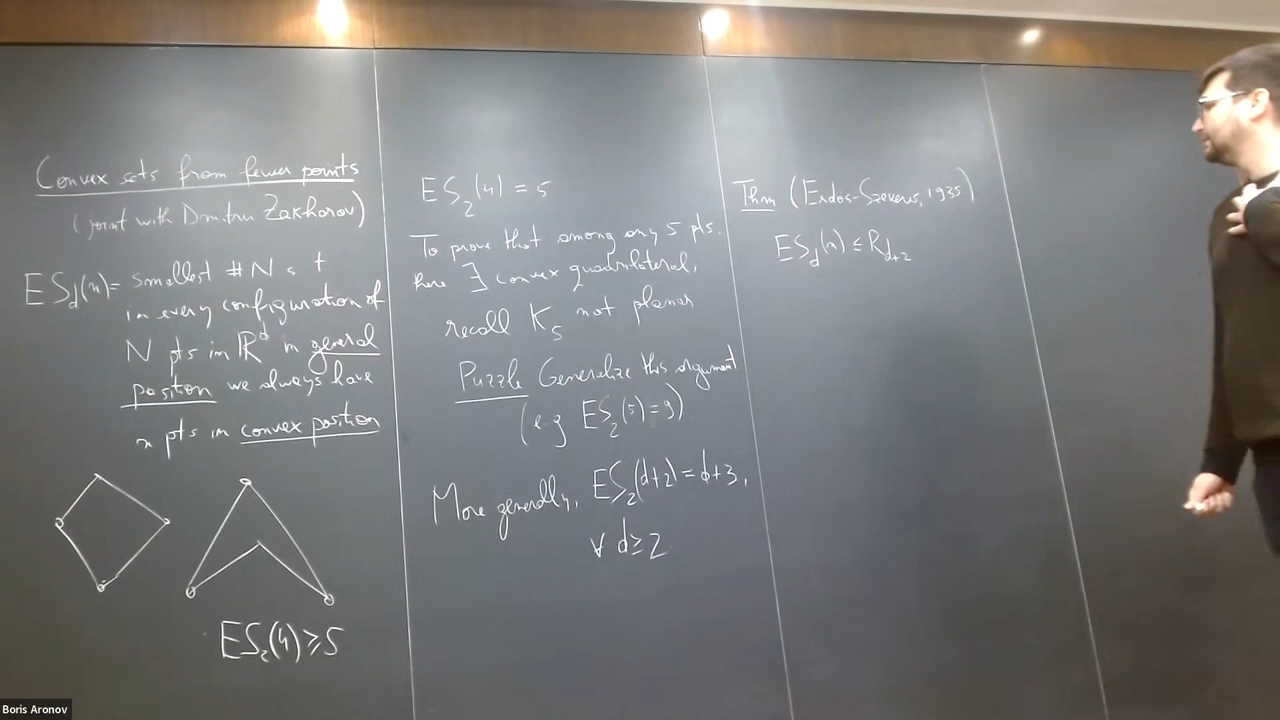 Convex sets from fewer points
(joint with Dmitrii Zakharov)
ES_d(n) = smallest # N s t
in every configuration of
N pts in ℝ^d in general
position we always have
n pts in convex position
ES_2(4) ≥ 5
ES_2(4) = 5
To prove that among any 5 pts.
there ∃ convex quadrilateral,
recall K_5 not planar
Puzzle Generalize this argument
(e.g ES_2(5) = 9)
More generally, ES_2(d+2) = d+3,
∀ d ≥ 2
Thm (Erdos-Szekeres, 1935)
ES_d(n) ≤ R_{d+2}
Boris Aronov